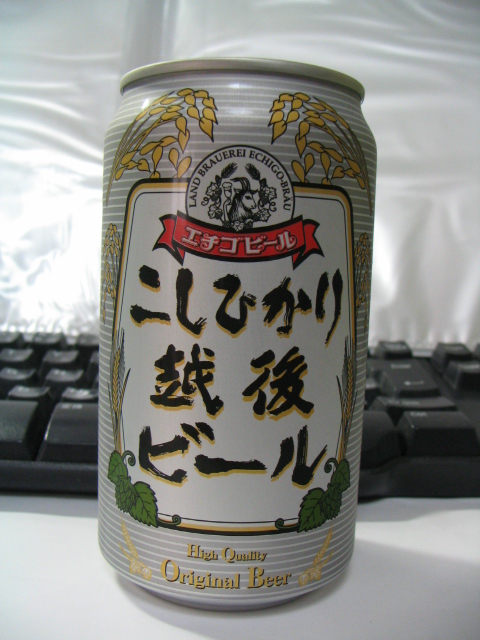 LAND BRAUEREI ECHIGO-BRÄU
エチゴビール
こしひかり
越後
ビール
High Quality
Original Beer